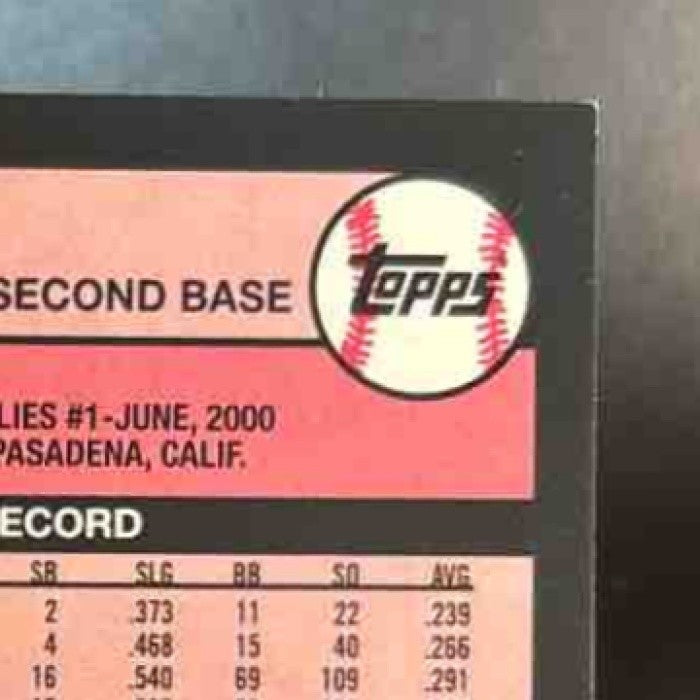 SECOND BASE
topps
LIES #1-JUNE, 2000
PASADENA, CALIF.
ECORD
SB SLG BB SO AVG
2 .373 11 22 .239
4 .468 15 40 .266
16 .540 69 109 .291